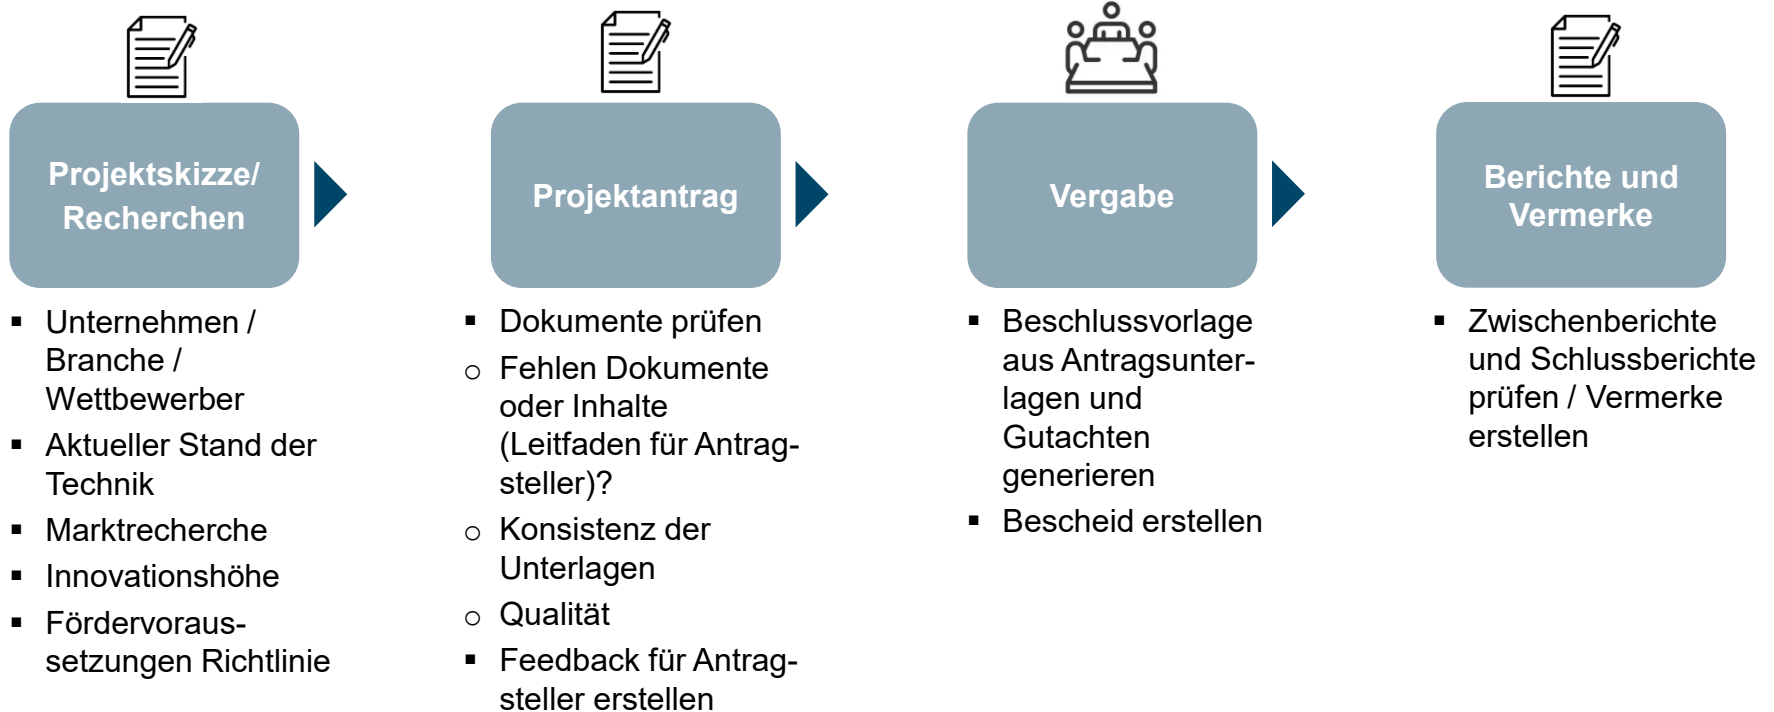 Projektskizze/
Recherchen
Projektantrag
Vergabe
Berichte und
Vermerke
▪ Unternehmen /
Branche /
Wettbewerber
▪ Aktueller Stand der
Technik
▪ Marktrecherche
▪ Innovationshöhe
▪ Fördervoraus-
setzungen Richtlinie
▪ Dokumente prüfen
○ Fehlen Dokumente
oder Inhalte
(Leitfaden für Antrag-
steller)?
○ Konsistenz der
Unterlagen
○ Qualität
▪ Feedback für Antrag-
steller erstellen
▪ Beschlussvorlage
aus Antragsunter-
lagen und
Gutachten
generieren
▪ Bescheid erstellen
▪ Zwischenberichte
und Schlussberichte
prüfen / Vermerke
erstellen